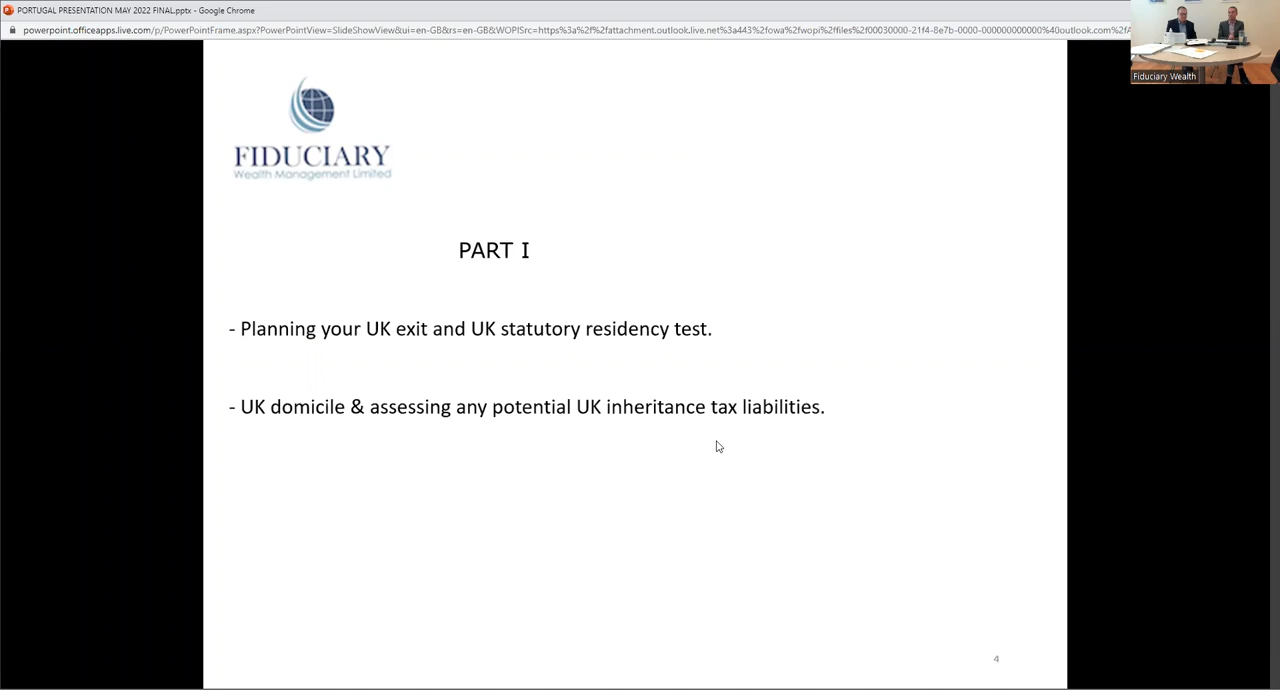 PORTUGAL PRESENTATION MAY 2022 FINAL.pptx - Google Chrome
powerpoint.officeapps.live.com/p/PowerPointFrame.aspx?PowerPointView=SlideShowView&ui=en-GB&rs=en-GB&WOPISrc=https%3a%2f%2fattachment.outlook.live.net%3a443%2fowa%2fwopi%2ffiles%2f00030000-21f4-8e7b-0000-000000000000%40outlook.com%2fA
Fiduciary Wealth
FIDUCIARY
Wealth Management Limited
PART I
- Planning your UK exit and UK statutory residency test.
- UK domicile & assessing any potential UK inheritance tax liabilities.
4